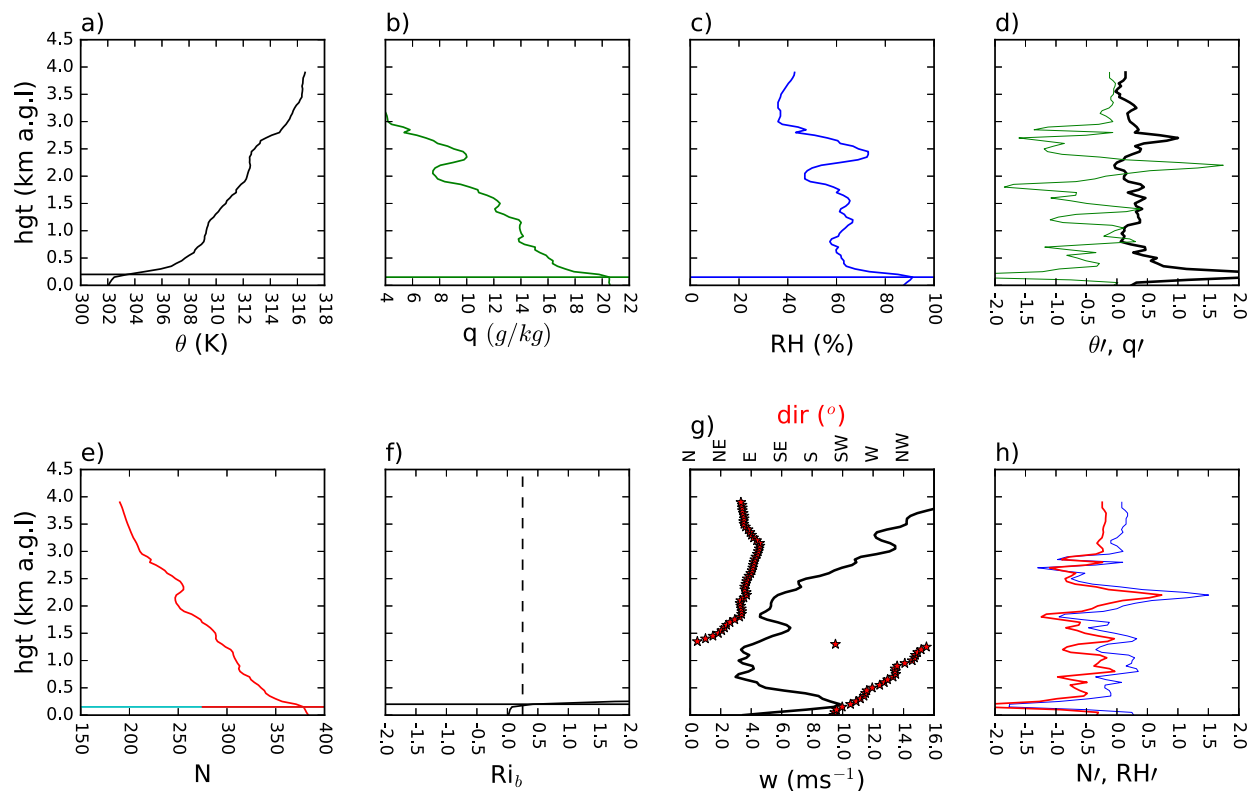 a) b) c) d)
4.5
4.0
3.5
3.0
2.5
2.0
1.5
1.0
0.5
0.0
hgt (km a.g.l)
300 302 304 306 308 310 312 314 316 318
θ (K)
4 6 8 10 12 14 16 18 20 22
q (g/kg)
0 20 40 60 80 100
RH (%)
-2.0 -1.5 -1.0 -0.5 0.0 0.5 1.0 1.5 2.0
θ′, q′
dir (°)
N NE E SE S SW W NW
e) f) g) h)
4.5
4.0
3.5
3.0
2.5
2.0
1.5
1.0
0.5
0.0
hgt (km a.g.l)
150 200 250 300 350 400
N
-2.0 -1.5 -1.0 -0.5 0.0 0.5 1.0 1.5 2.0
Ri_b
0.0 2.0 4.0 6.0 8.0 10.0 12.0 14.0 16.0
w (ms⁻¹)
-2.0 -1.5 -1.0 -0.5 0.0 0.5 1.0 1.5 2.0
N′, RH′